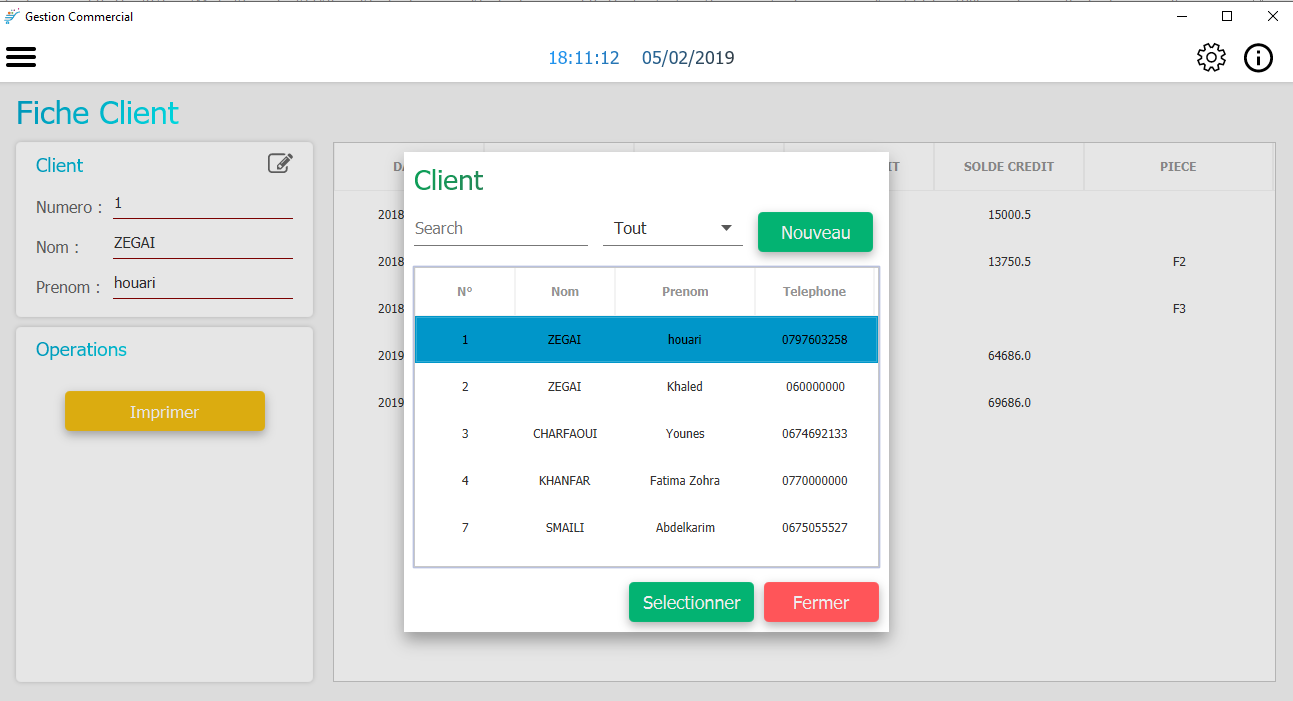 Gestion Commercial
18:11:12 05/02/2019
Fiche Client
Client
Numero : 1
Nom : ZEGAI
Prenom : houari
Operations
Imprimer
SOLDE CREDIT PIECE
2018 15000.5
2018 13750.5 F2
2018 F3
2019 64686.0
2019 69686.0
Client
Search Tout Nouveau
N° Nom Prenom Telephone
1 ZEGAI houari 0797603258
2 ZEGAI Khaled 060000000
3 CHARFAOUI Younes 0674692133
4 KHANFAR Fatima Zohra 0770000000
7 SMAILI Abdelkarim 0675055527
Selectionner Fermer